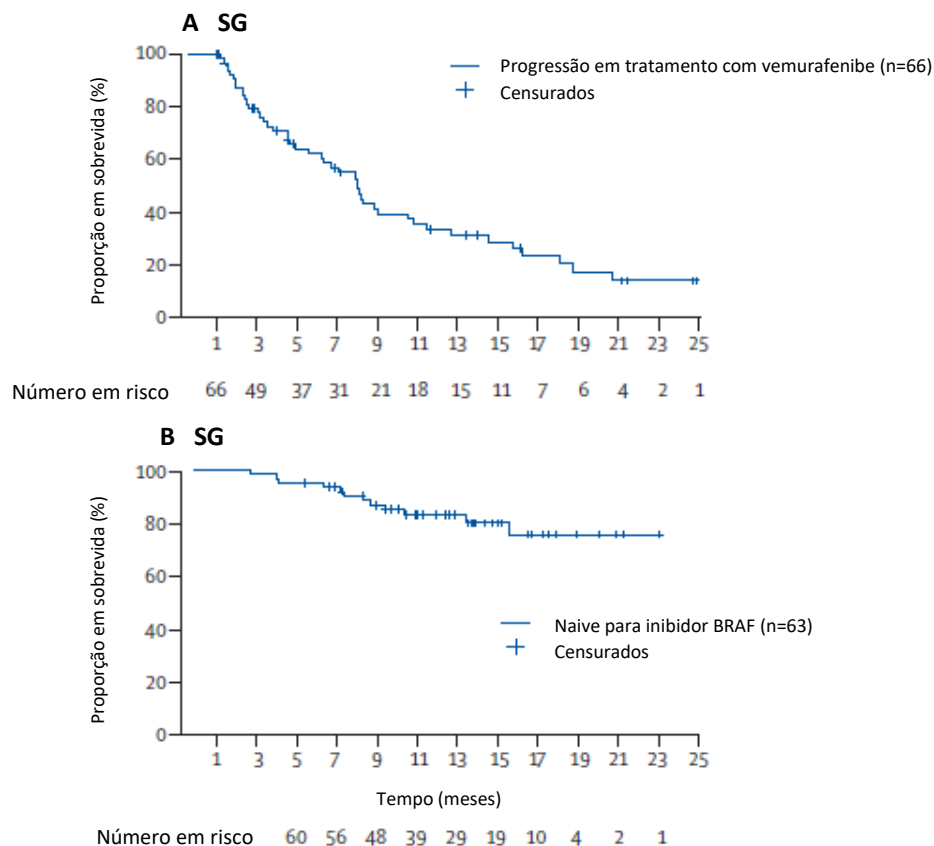 A SG
100
80
60
40
20
0
Proporção em sobrevida (%)
Progressão em tratamento com vemurafenibe (n=66)
Censurados
1 3 5 7 9 11 13 15 17 19 21 23 25
Número em risco 66 49 37 31 21 18 15 11 7 6 4 2 1
B SG
100
80
60
40
20
0
Proporção em sobrevida (%)
Naive para inibidor BRAF (n=63)
Censurados
1 3 5 7 9 11 13 15 17 19 21 23 25
Tempo (meses)
Número em risco 60 56 48 39 29 19 10 4 2 1